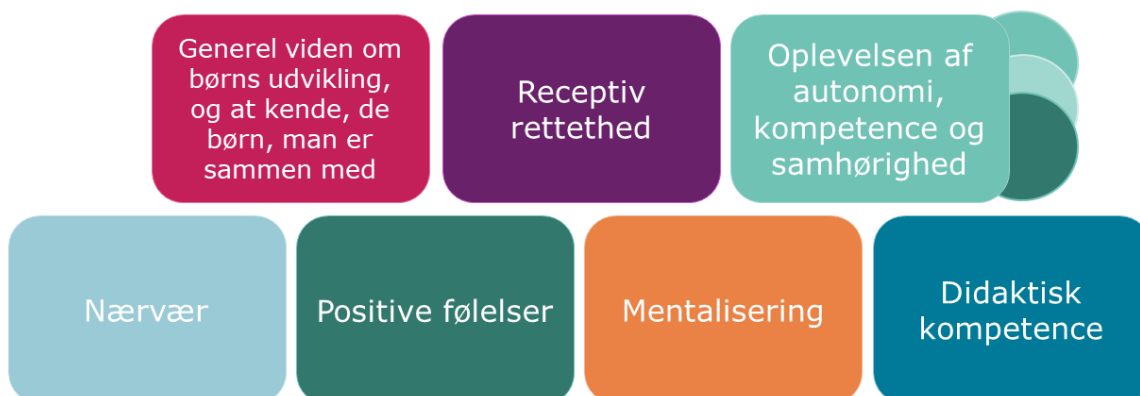 Generel viden om
børns udvikling,
og at kende, de
børn, man er
sammen med
Receptiv
rettethed
Oplevelsen af
autonomi,
kompetence og
samhørighed
Nærvær
Positive følelser
Mentalisering
Didaktisk
kompetence